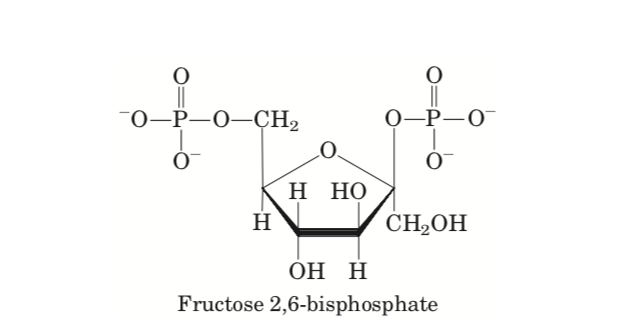 O O
⁻O—P—O—CH₂ O—P—O⁻
O⁻ O O⁻
H HO
H CH₂OH
OH H
Fructose 2,6-bisphosphate